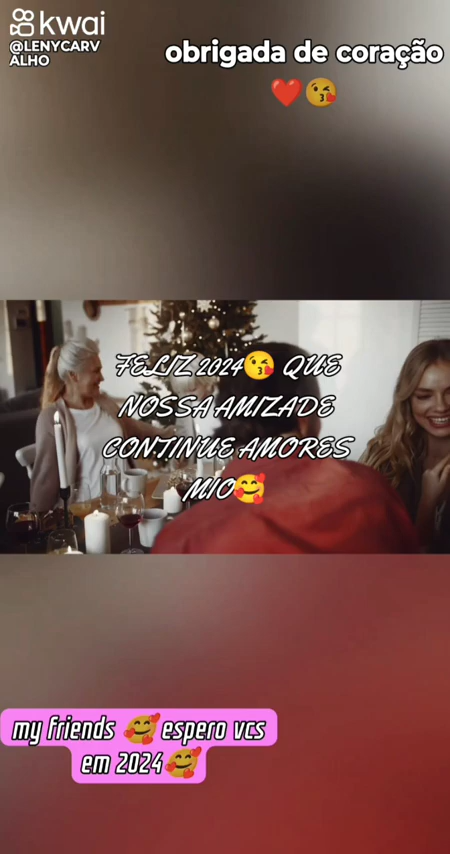 kwai
@LENYCARV
ALHO
obrigada de coração
❤️😘
FELIZ 2024😘 QUE
NOSSA AMIZADE
CONTINUE AMORES
MIO🥰
my friends 🥰 espero vcs
em 2024🥰